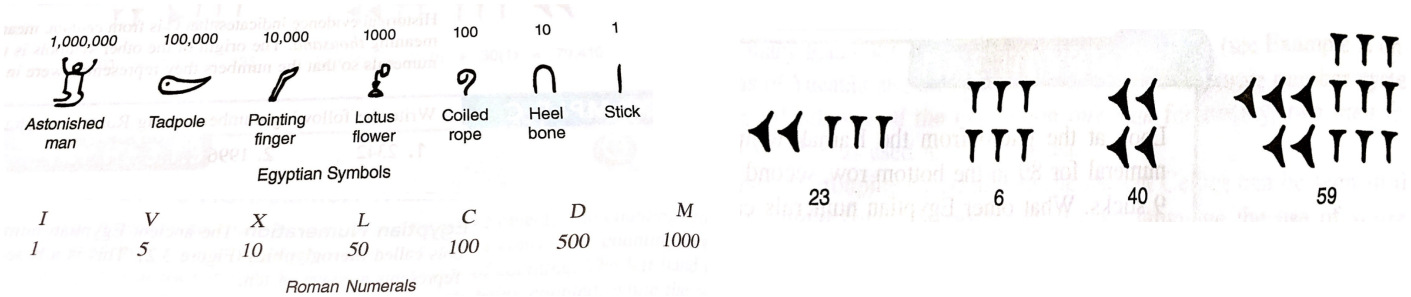 1,000,000 100,000 10,000 1000 100 10 1
Astonished man Tadpole Pointing finger Lotus flower Coiled rope Heel bone Stick
Egyptian Symbols
I V X L C D M
1 5 10 50 100 500 1000
Roman Numerals
23 6 40 59